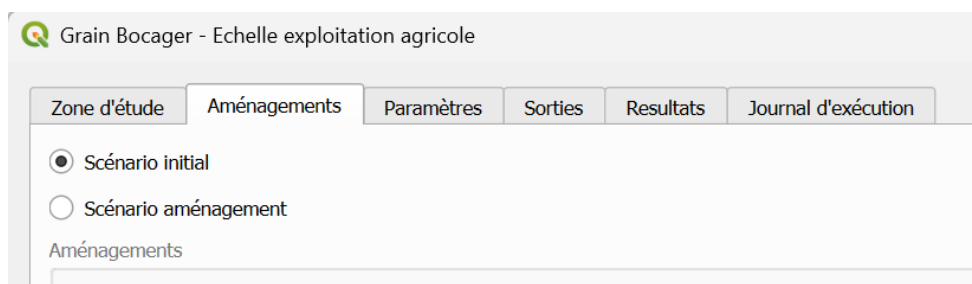 Grain Bocager - Echelle exploitation agricole
Zone d'étude Aménagements Paramètres Sorties Resultats Journal d'exécution
Scénario initial
Scénario aménagement
Aménagements